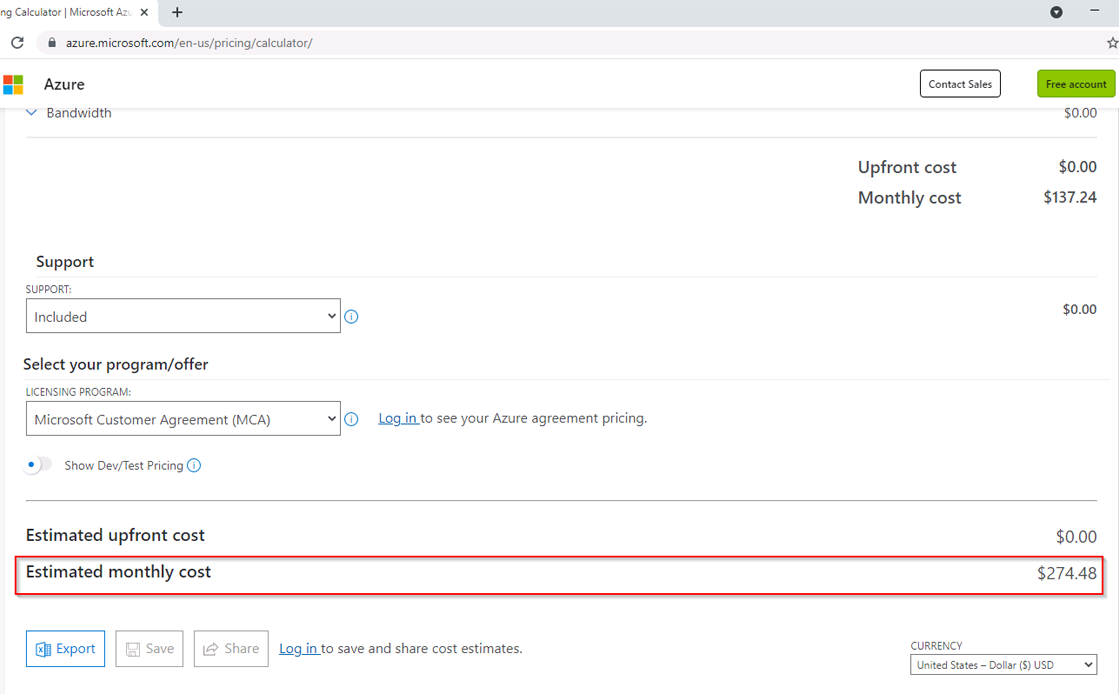 ng Calculator | Microsoft Azu
azure.microsoft.com/en-us/pricing/calculator/
Azure
Contact Sales
Free account
Bandwidth $0.00
Upfront cost $0.00
Monthly cost $137.24
Support
SUPPORT:
Included
$0.00
Select your program/offer
LICENSING PROGRAM:
Microsoft Customer Agreement (MCA)
Log in to see your Azure agreement pricing.
Show Dev/Test Pricing
Estimated upfront cost $0.00
Estimated monthly cost $274.48
Export
Save
Share
Log in to save and share cost estimates.
CURRENCY
United States – Dollar ($) USD